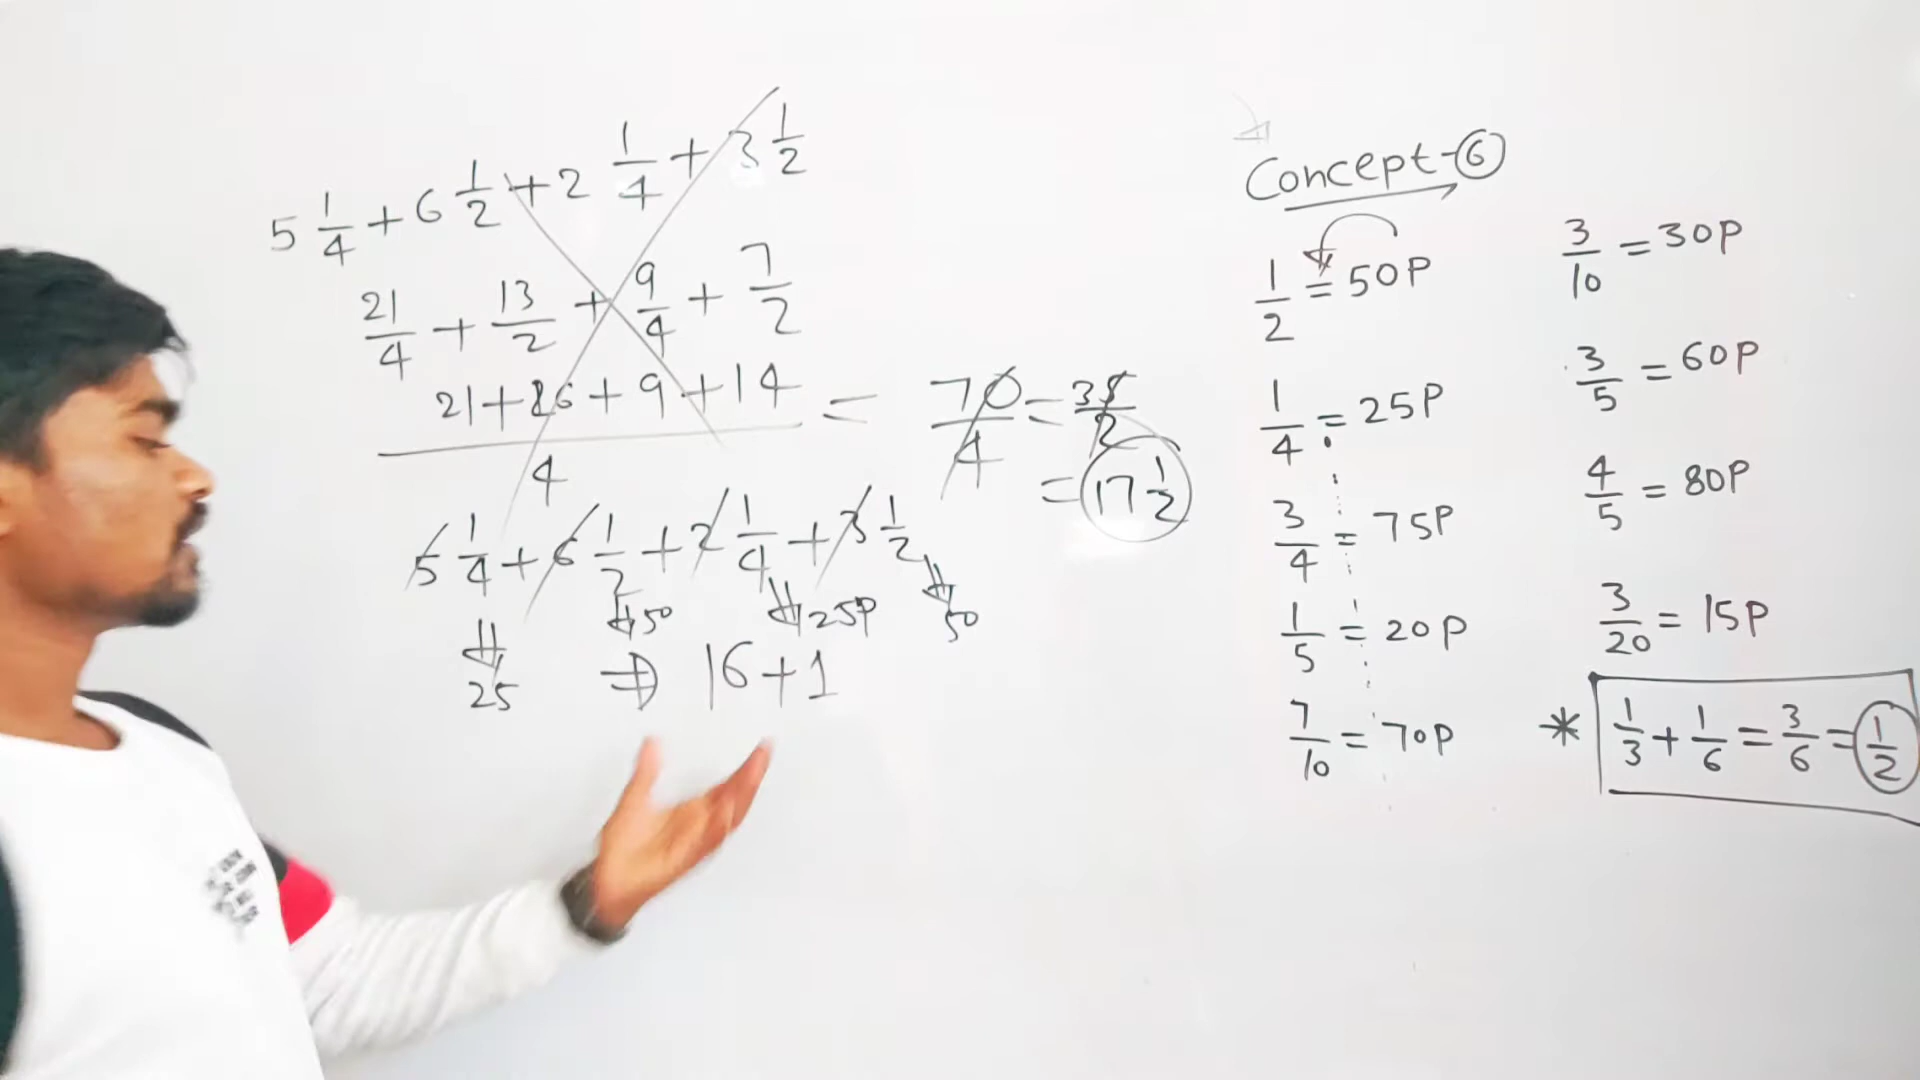 5 1/4 + 6 1/2 + 2 1/4 + 3 1/2
21/4 + 13/2 + 9/4 + 7/2
21+26+9+14 / 4 = 70/4 = 35/2
= 17 1/2
5 1/4 + 6 1/2 + 2 1/4 + 3 1/2
25 50 25P 50
⇒ 16+1
Concept-6
1/2 = 50P
1/4 = 25P
3/4 = 75P
1/5 = 20P
7/10 = 70P
3/10 = 30P
3/5 = 60P
4/5 = 80P
3/20 = 15P
* 1/3 + 1/6 = 3/6 = 1/2